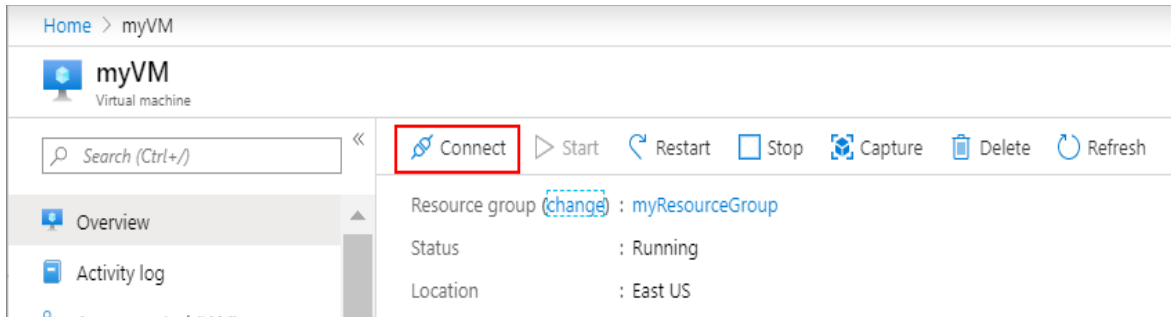 Home > myVM
myVM
Virtual machine
Search (Ctrl+/)
«
Connect Start Restart Stop Capture Delete Refresh
Overview
Activity log
Resource group (change) : myResourceGroup
Status : Running
Location : East US